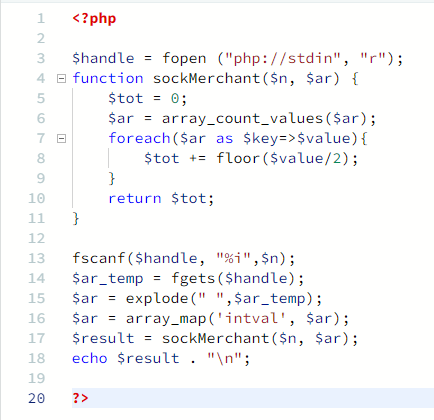 1 <?php
2
3 $handle = fopen ("php://stdin", "r");
4 function sockMerchant($n, $ar) {
5     $tot = 0;
6     $ar = array_count_values($ar);
7     foreach($ar as $key=>$value){
8         $tot += floor($value/2);
9     }
10     return $tot;
11 }
12
13 fscanf($handle, "%i",$n);
14 $ar_temp = fgets($handle);
15 $ar = explode(" ",$ar_temp);
16 $ar = array_map('intval', $ar);
17 $result = sockMerchant($n, $ar);
18 echo $result . "\n";
19
20 ?>